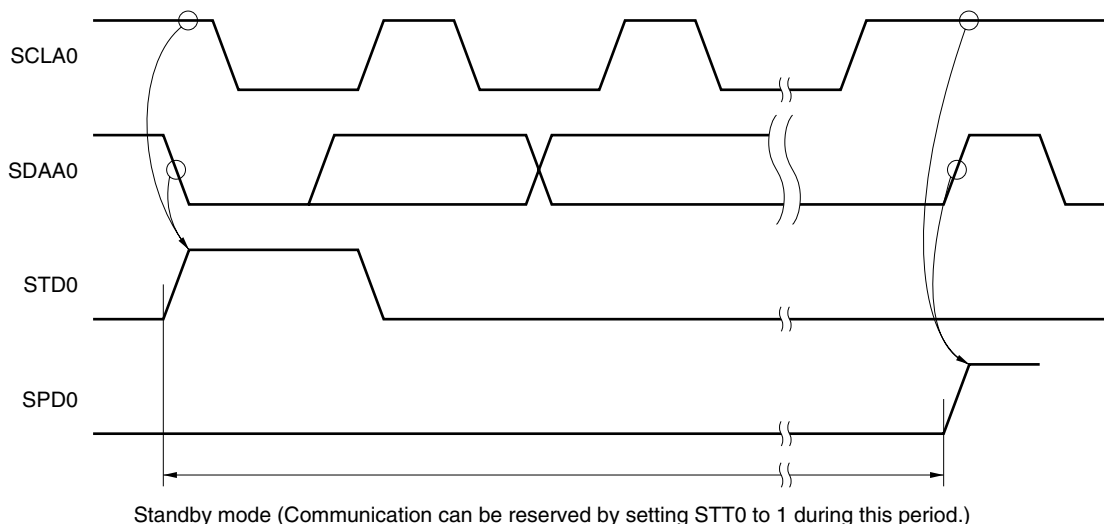 SCLA0
SDAA0
STD0
SPD0
Standby mode (Communication can be reserved by setting STT0 to 1 during this period.)